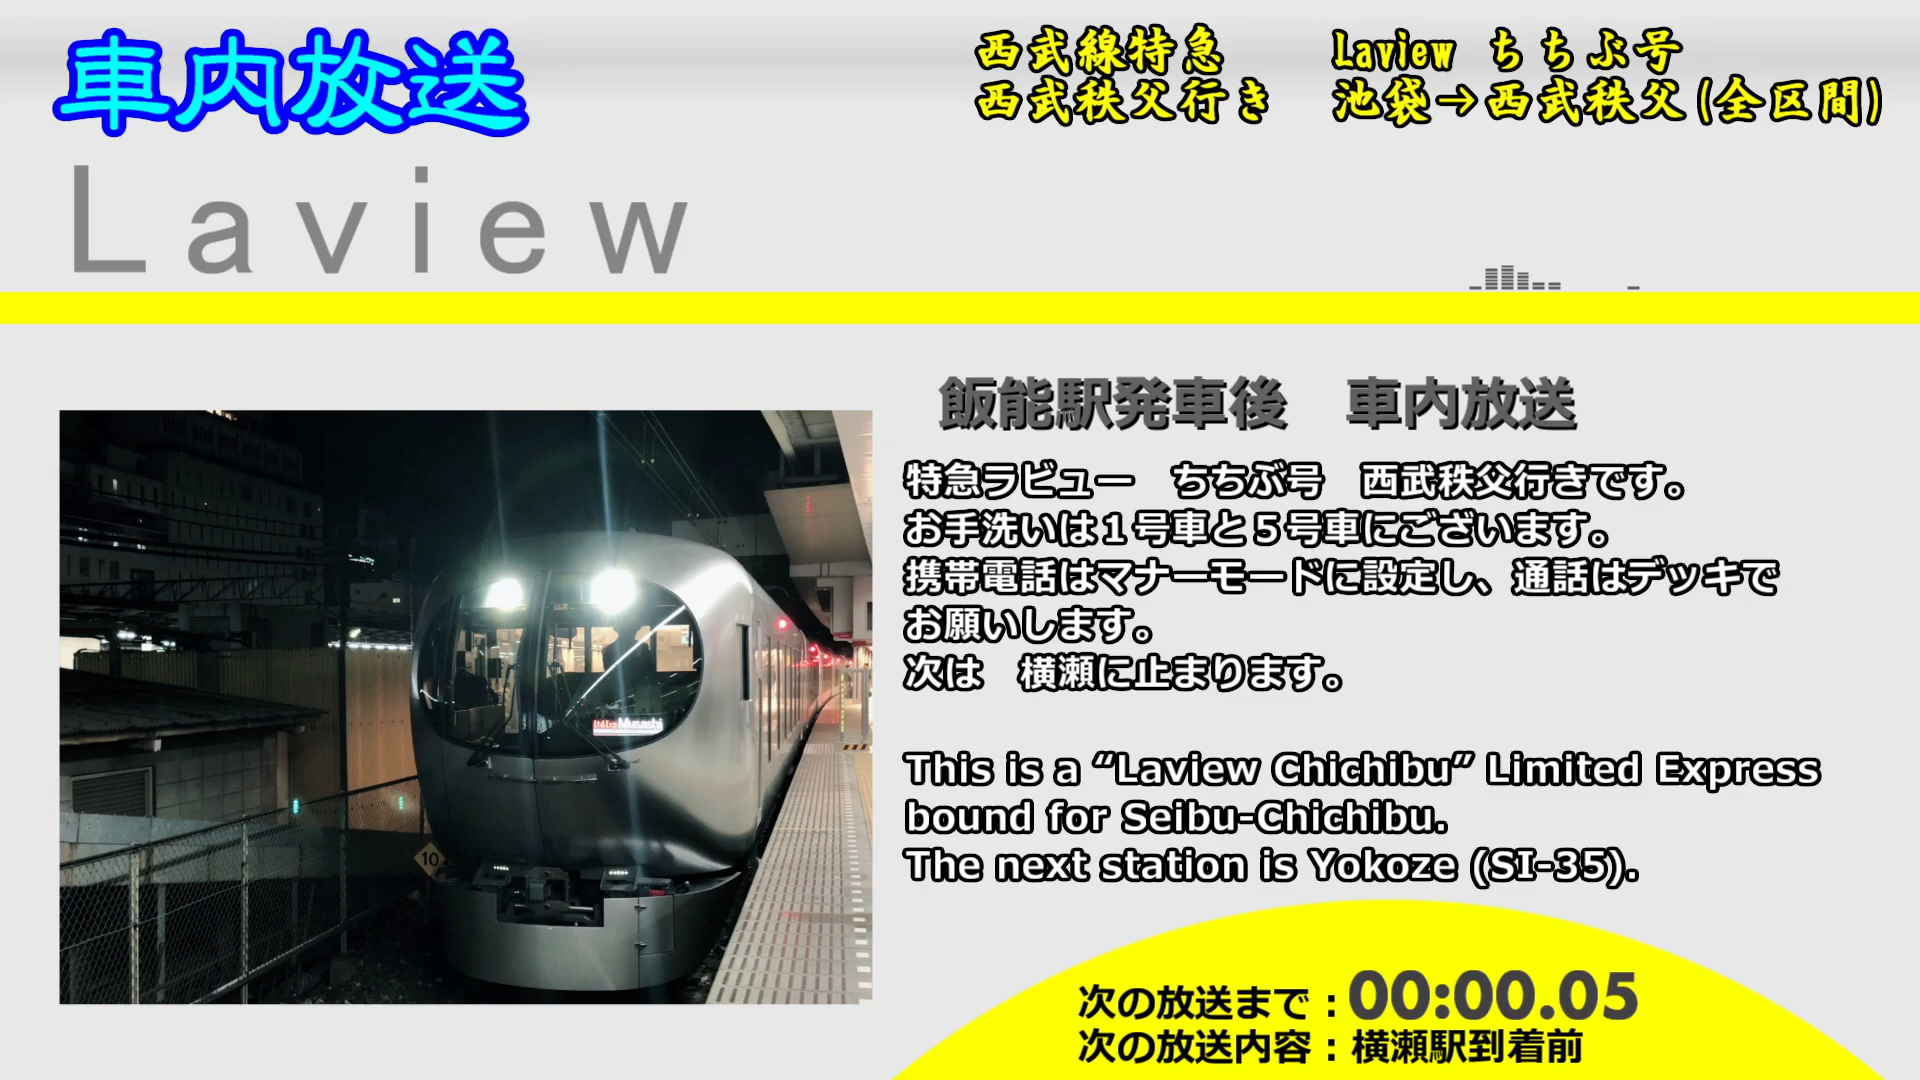 車内放送
西武線特急 Laview ちちぶ号
西武秩父行き 池袋→西武秩父(全区間)
Laview
飯能駅発車後 車内放送
特急ラビュー ちちぶ号 西武秩父行きです。
お手洗いは１号車と５号車にございます。
携帯電話はマナーモードに設定し、通話はデッキで
お願いします。
次は 横瀬に止まります。
This is a “Laview Chichibu” Limited Express
bound for Seibu-Chichibu.
The next station is Yokoze (SI-35).
Ltd.Exp Musashi
10
次の放送まで：00:00.05
次の放送内容：横瀬駅到着前